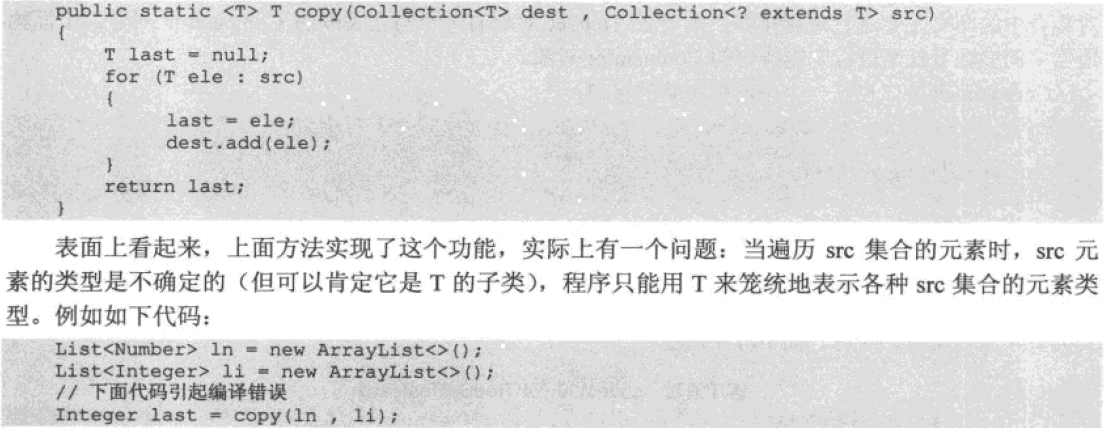 public static <T> T copy(Collection<T> dest , Collection<? extends T> src)
{
T last = null;
for (T ele : src)
{
last = ele;
dest.add(ele);
}
return last;
}
表面上看起来，上面方法实现了这个功能，实际上有一个问题：当遍历 src 集合的元素时，src 元
素的类型是不确定的（但可以肯定它是 T 的子类），程序只能用 T 来笼统地表示各种 src 集合的元素类
型。例如如下代码：
List<Number> ln = new ArrayList<>();
List<Integer> li = new ArrayList<>();
// 下面代码引起编译错误
Integer last = copy(ln , li);